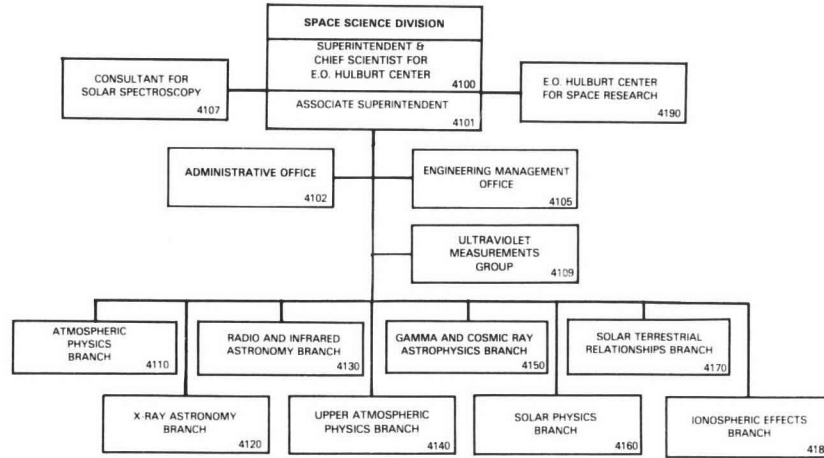 SPACE SCIENCE DIVISION
SUPERINTENDENT &
CHIEF SCIENTIST FOR
E.O. HULBURT CENTER
4100
ASSOCIATE SUPERINTENDENT
4101
CONSULTANT FOR
SOLAR SPECTROSCOPY
4107
E.O. HULBURT CENTER
FOR SPACE RESEARCH
4190
ADMINISTRATIVE OFFICE
4102
ENGINEERING MANAGEMENT
OFFICE
4105
ULTRAVIOLET
MEASUREMENTS
GROUP
4109
ATMOSPHERIC
PHYSICS
BRANCH
4110
RADIO AND INFRARED
ASTRONOMY BRANCH
4130
GAMMA AND COSMIC RAY
ASTROPHYSICS BRANCH
4150
SOLAR TERRESTRIAL
RELATIONSHIPS BRANCH
4170
X-RAY ASTRONOMY
BRANCH
4120
UPPER ATMOSPHERIC
PHYSICS BRANCH
4140
SOLAR PHYSICS
BRANCH
4160
IONOSPHERIC EFFECTS
BRANCH
418